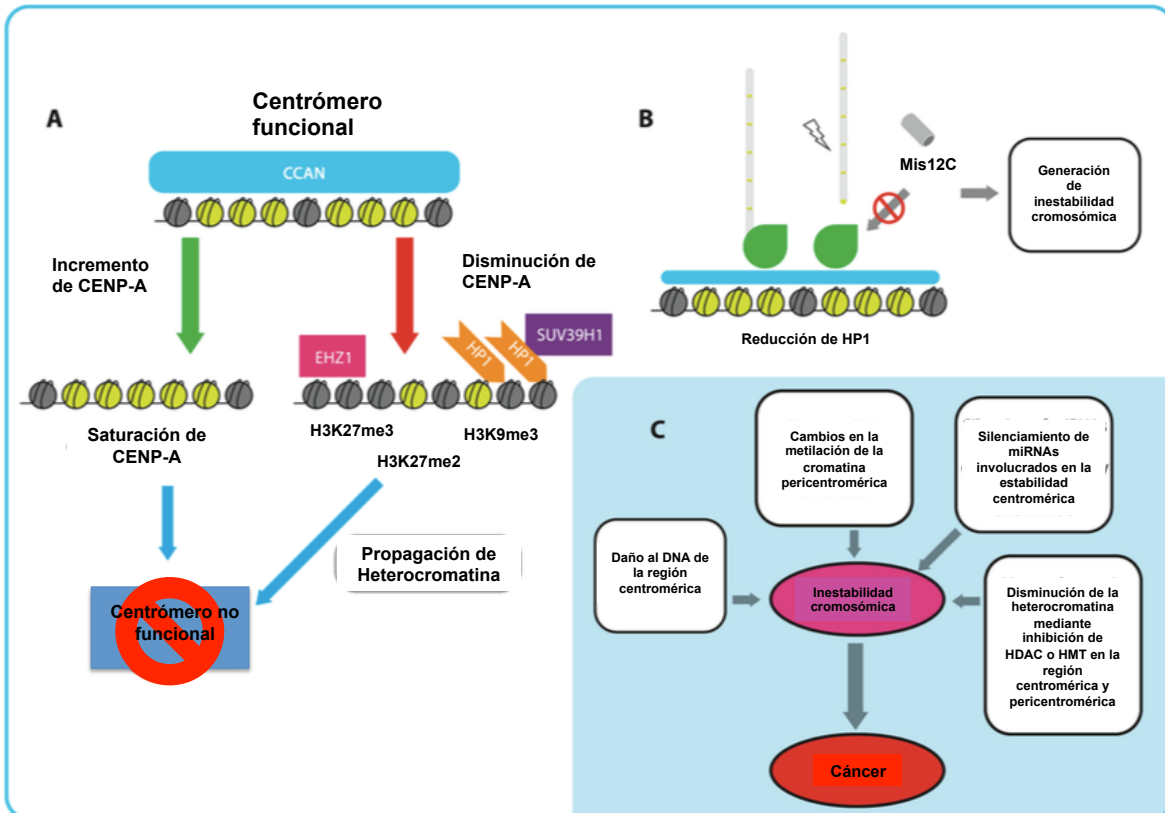 A
Centrómero
funcional
CCAN
Incremento
de CENP-A
Disminución de
CENP-A
EHZ1
HP1
HP1
SUV39H1
Saturación de
CENP-A
H3K27me3
H3K9me3
H3K27me2
Propagación de
Heterocromatina
Centrómero no
funcional
B
Mis12C
Generación
de
inestabilidad
cromosómica
Reducción de HP1
C
Cambios en la
metilación de la
cromatina
pericentromérica
Silenciamiento de
miRNAs
involucrados en la
estabilidad
centromérica
Daño al DNA de
la región
centromérica
Inestabilidad
cromosómica
Disminución de la
heterocromatina
mediante
inhibición de
HDAC o HMT en la
región
centromérica y
pericentromérica
Cáncer